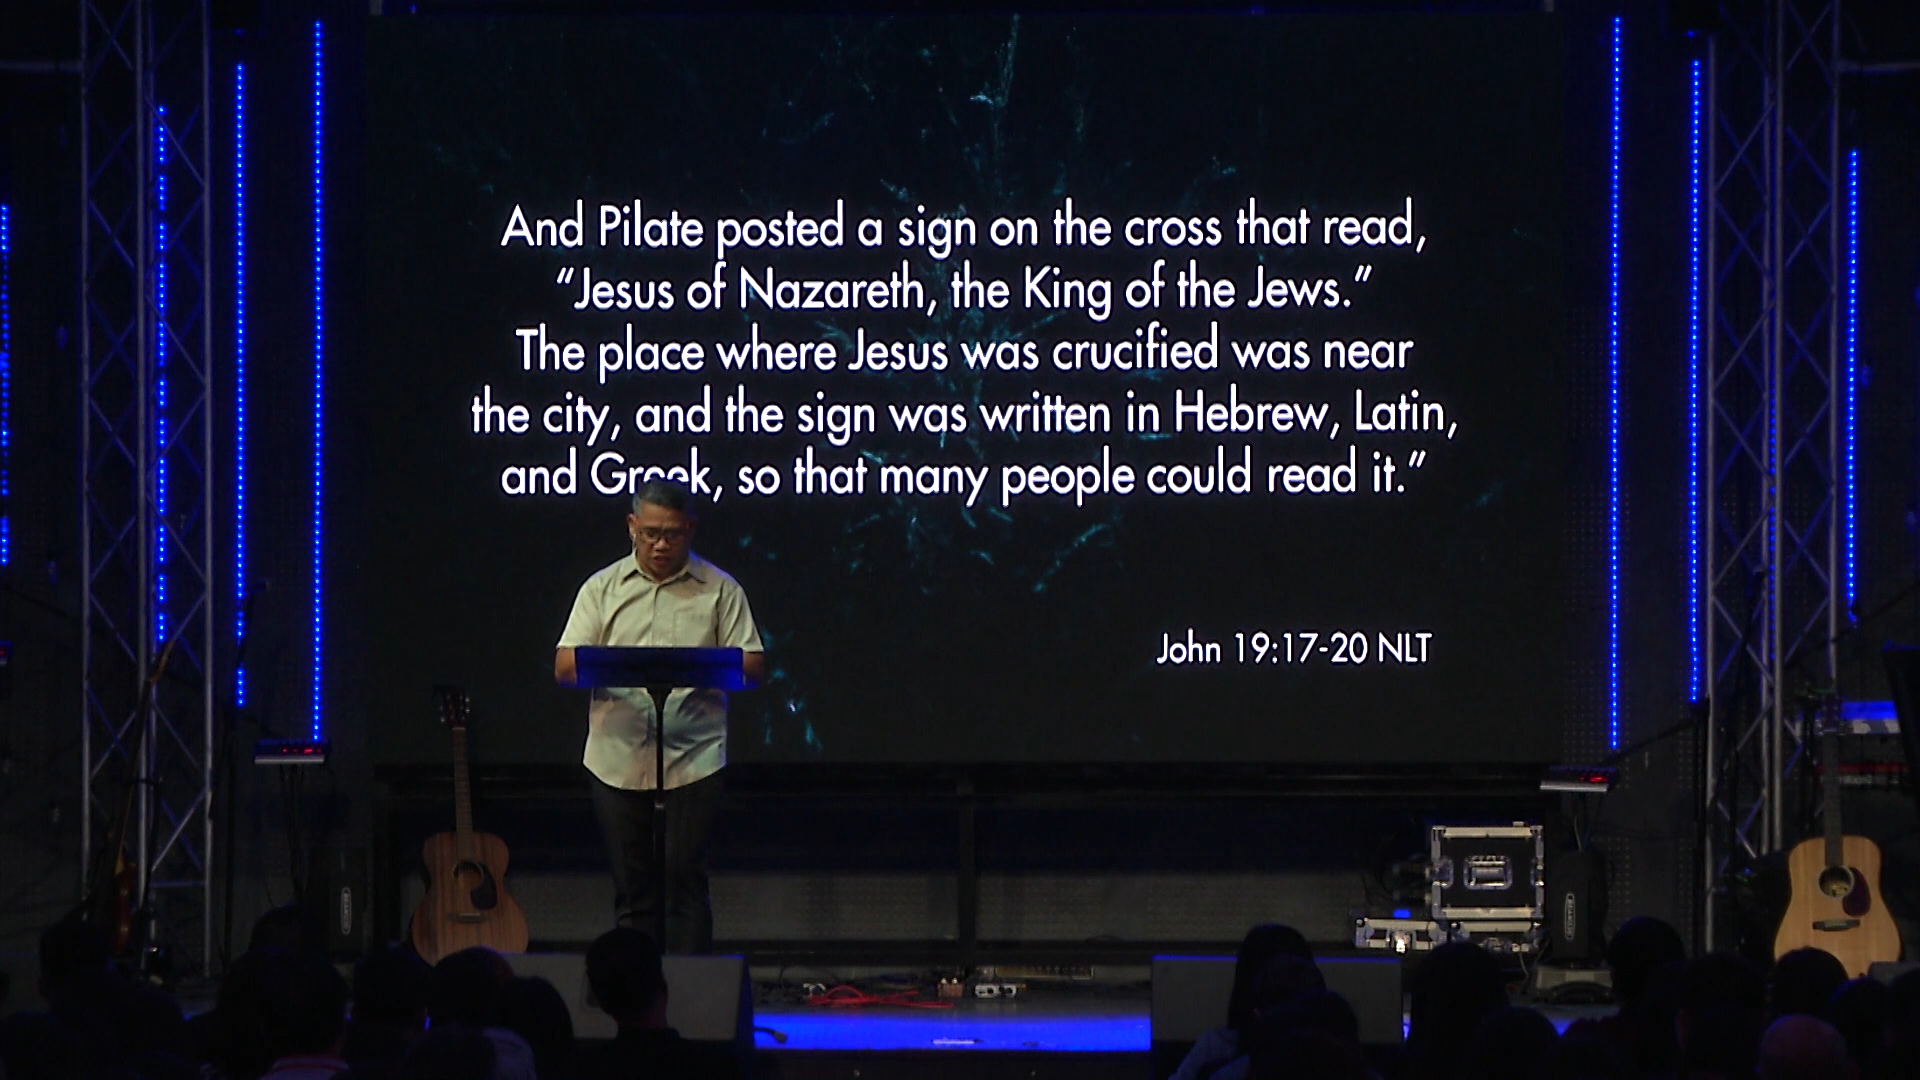 And Pilate posted a sign on the cross that read,
“Jesus of Nazareth, the King of the Jews.”
The place where Jesus was crucified was near
the city, and the sign was written in Hebrew, Latin,
and Greek, so that many people could read it.”
John 19:17-20 NLT